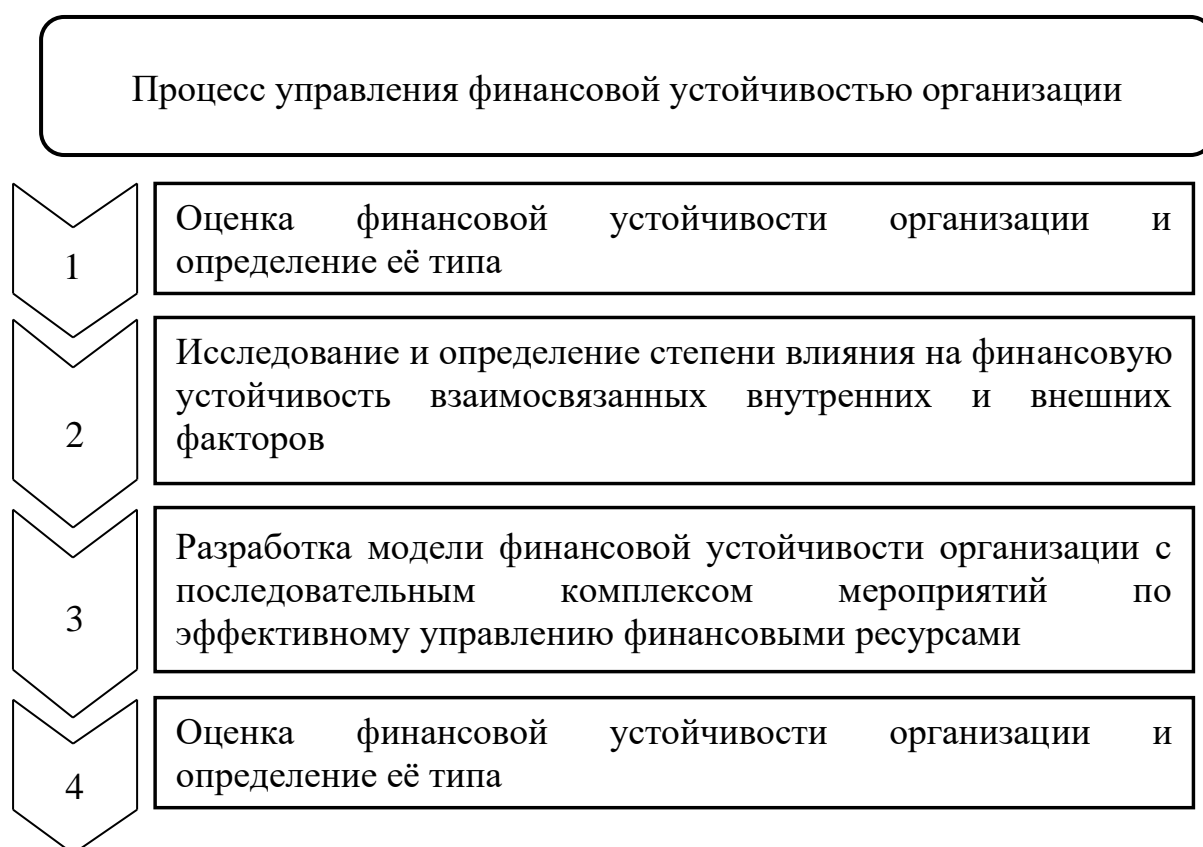 Процесс управления финансовой устойчивостью организации
Оценка финансовой устойчивости организации и
определение её типа
1
Исследование и определение степени влияния на финансовую
устойчивость взаимосвязанных внутренних и внешних
факторов
2
Разработка модели финансовой устойчивости организации с
последовательным комплексом мероприятий по
эффективному управлению финансовыми ресурсами
3
Оценка финансовой устойчивости организации и
определение её типа
4